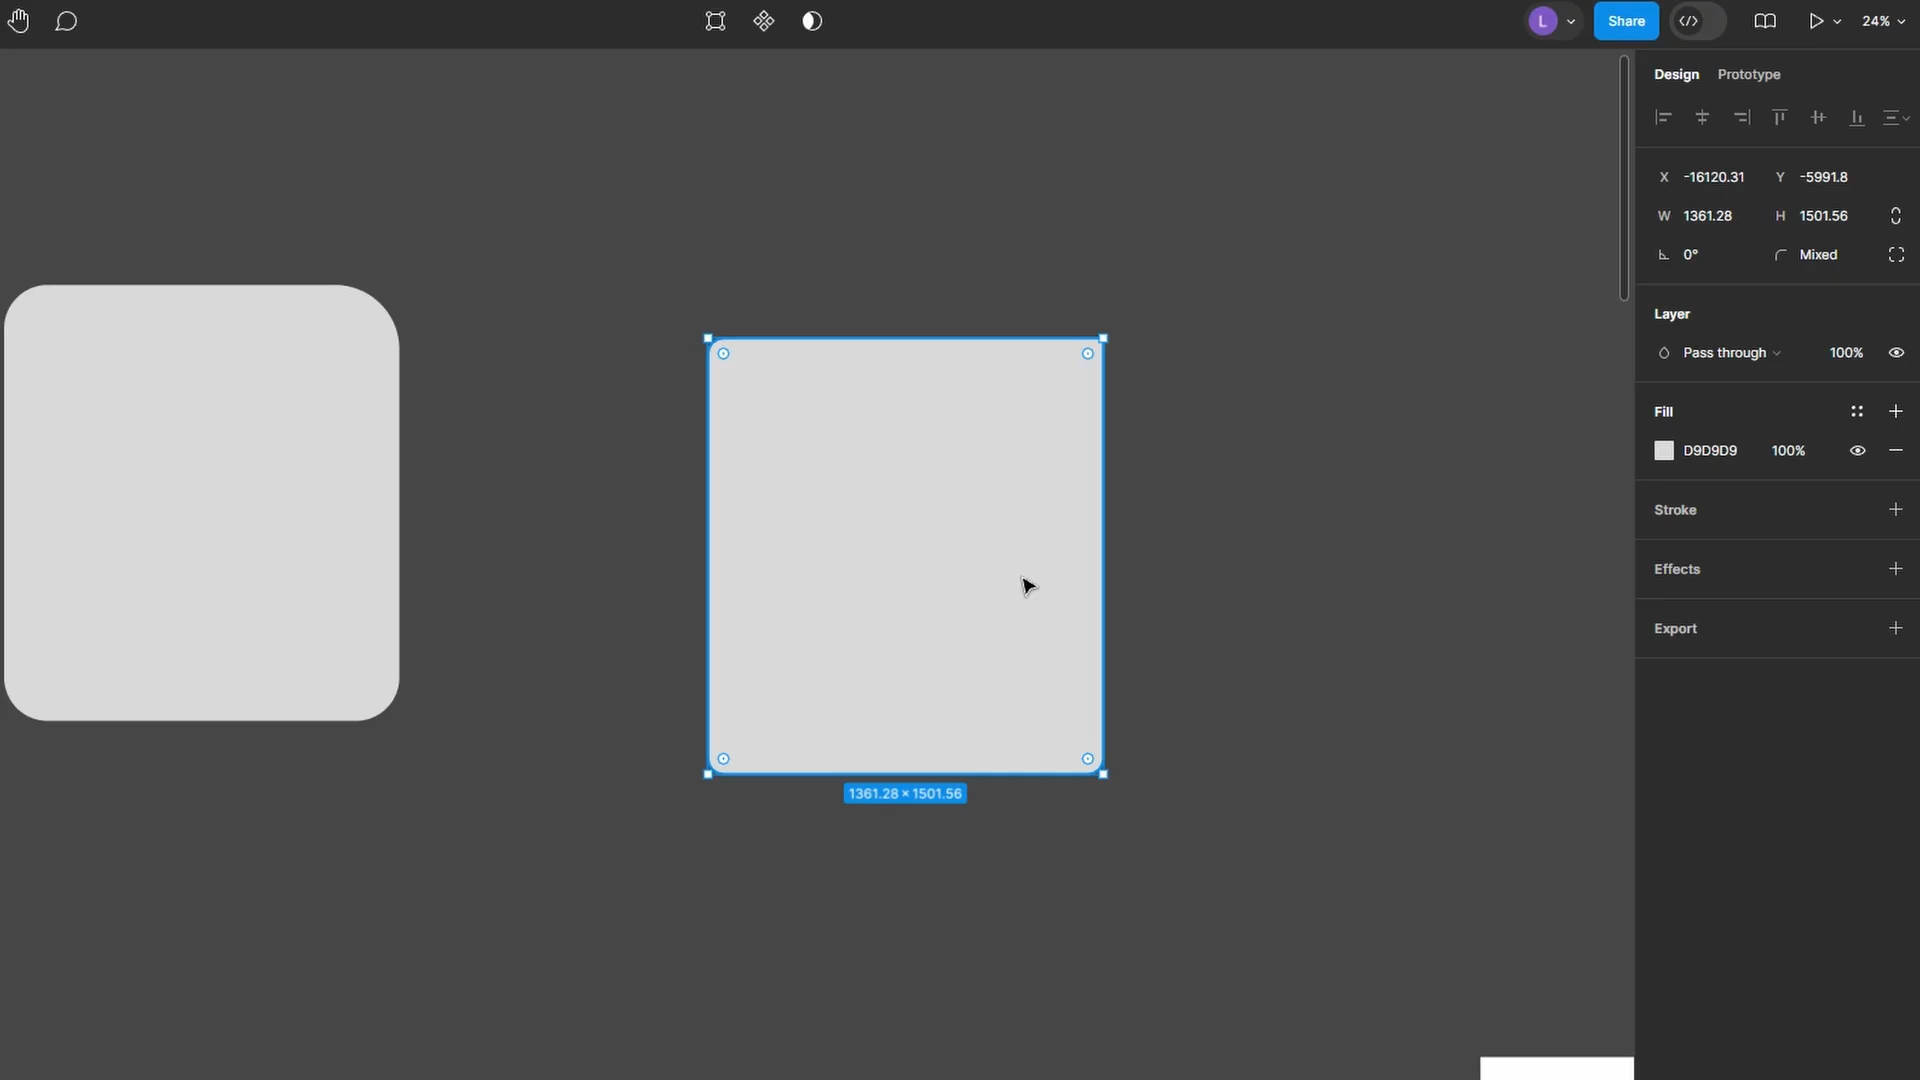 L
Share
24%
Design Prototype
X -16120.31 Y -5991.8
W 1361.28 H 1501.56
0° Mixed
Layer
Pass through 100%
Fill
D9D9D9 100%
Stroke
Effects
Export
1361.28 × 1501.56